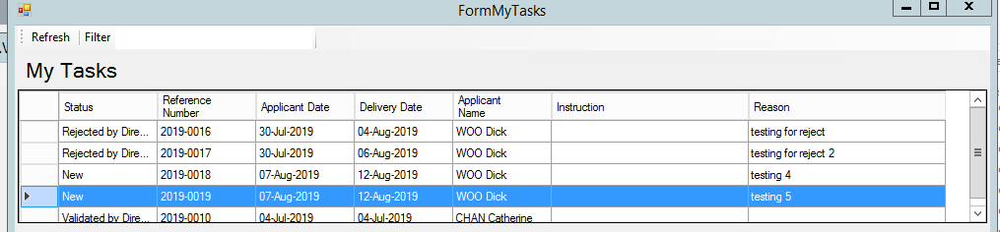 FormMyTasks
Refresh Filter
My Tasks
Status Reference Number Applicant Date Delivery Date Applicant Name Instruction Reason
Rejected by Dire... 2019-0016 30-Jul-2019 04-Aug-2019 WOO Dick testing for reject
Rejected by Dire... 2019-0017 30-Jul-2019 06-Aug-2019 WOO Dick testing for reject 2
New 2019-0018 07-Aug-2019 12-Aug-2019 WOO Dick testing 4
New 2019-0019 07-Aug-2019 12-Aug-2019 WOO Dick testing 5
Validated by Dire... 2019-0010 04-Jul-2019 04-Jul-2019 CHAN Catherine